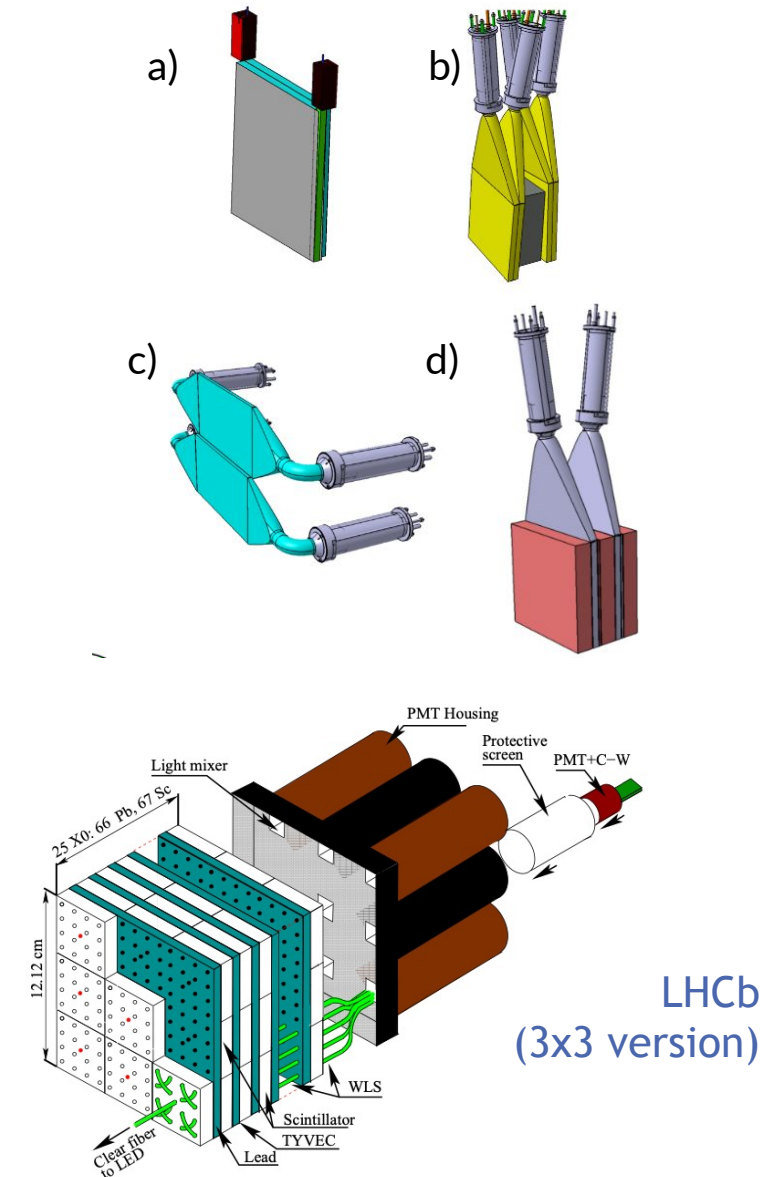 a)
b)
c)
d)
PMT Housing
Protective
screen
PMT+C−W
Light mixer
25 X0: 66 Pb, 67 Sc
12.12 cm
LHCb
(3x3 version)
WLS
Scintillator
TYVEC
Lead
Clear fiber
to LED